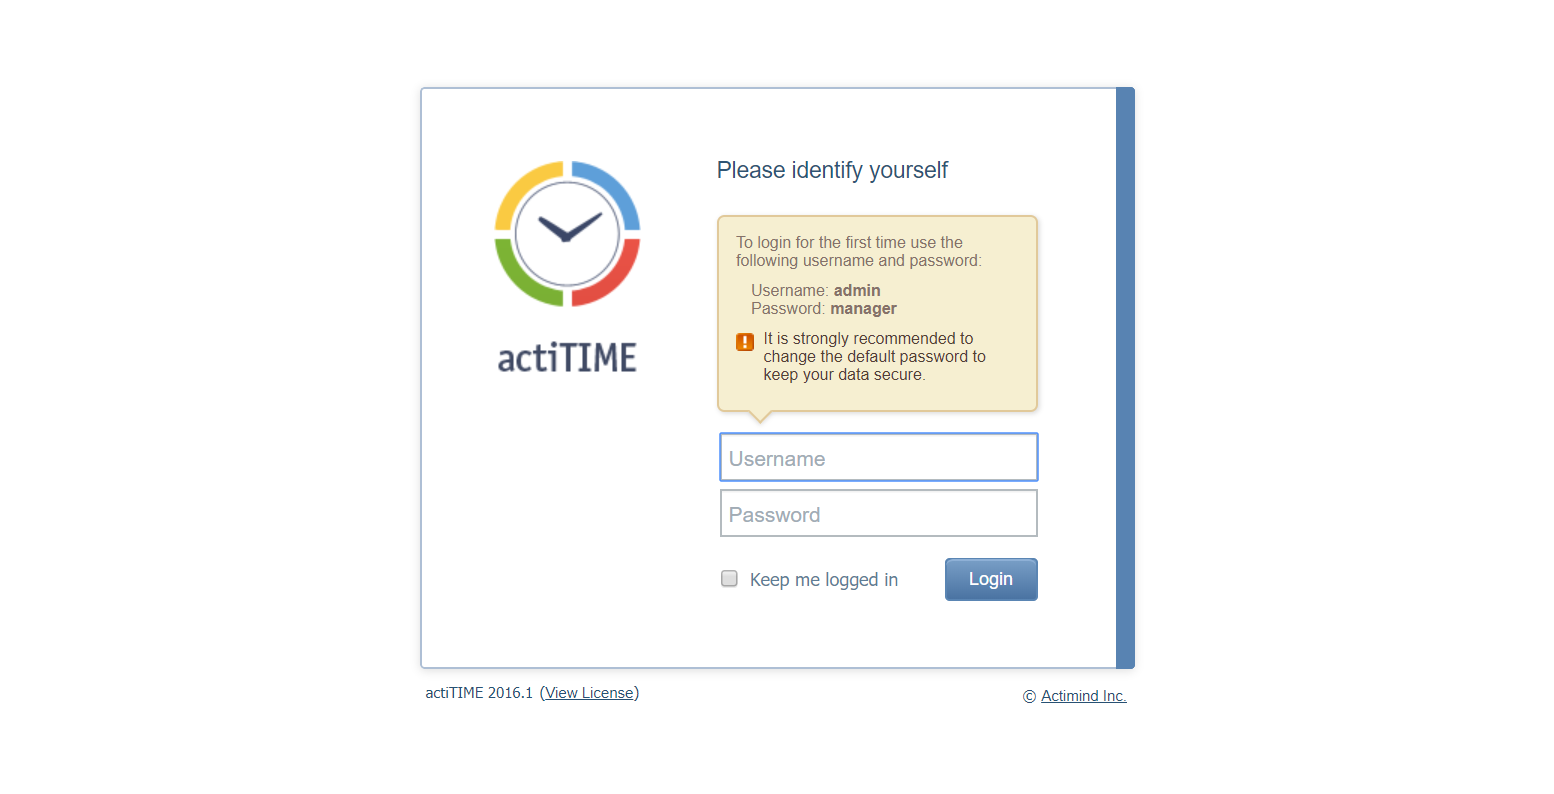 actiTIME
Please identify yourself
To login for the first time use the
following username and password:
Username: admin
Password: manager
It is strongly recommended to
change the default password to
keep your data secure.
Username
Password
Keep me logged in
Login
actiTIME 2016.1 (View License)
© Actimind Inc.